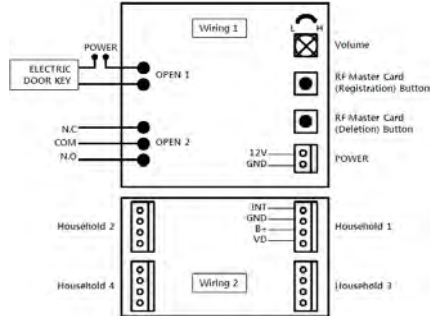 Wiring 1
L H
POWER
Volume
ELECTRIC
DOOR KEY
OPEN 1
RF Master Card
(Registration) Button
N.C
COM
N.O
OPEN 2
RF Master Card
(Deletion) Button
12V
GND
POWER
Household 2
INT
GND
B+
VD
Household 1
Household 4
Wiring 2
Household 3